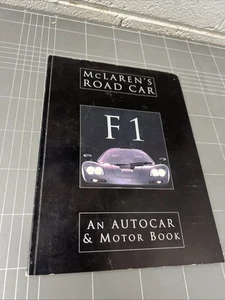 McLAREN'S
ROAD CAR
F1
AN AUTOCAR
& MOTOR BOOK